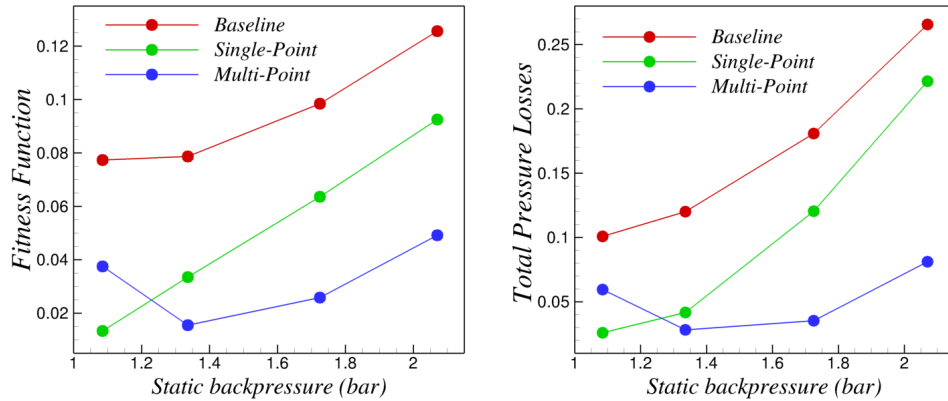 Fitness Function
0.12
0.1
0.08
0.06
0.04
0.02
Baseline
Single-Point
Multi-Point
1
1.2
1.4
1.6
1.8
2
Static backpressure (bar)
Total Pressure Losses
0.25
0.2
0.15
0.1
0.05
Baseline
Single-Point
Multi-Point
1
1.2
1.4
1.6
1.8
2
Static backpressure (bar)